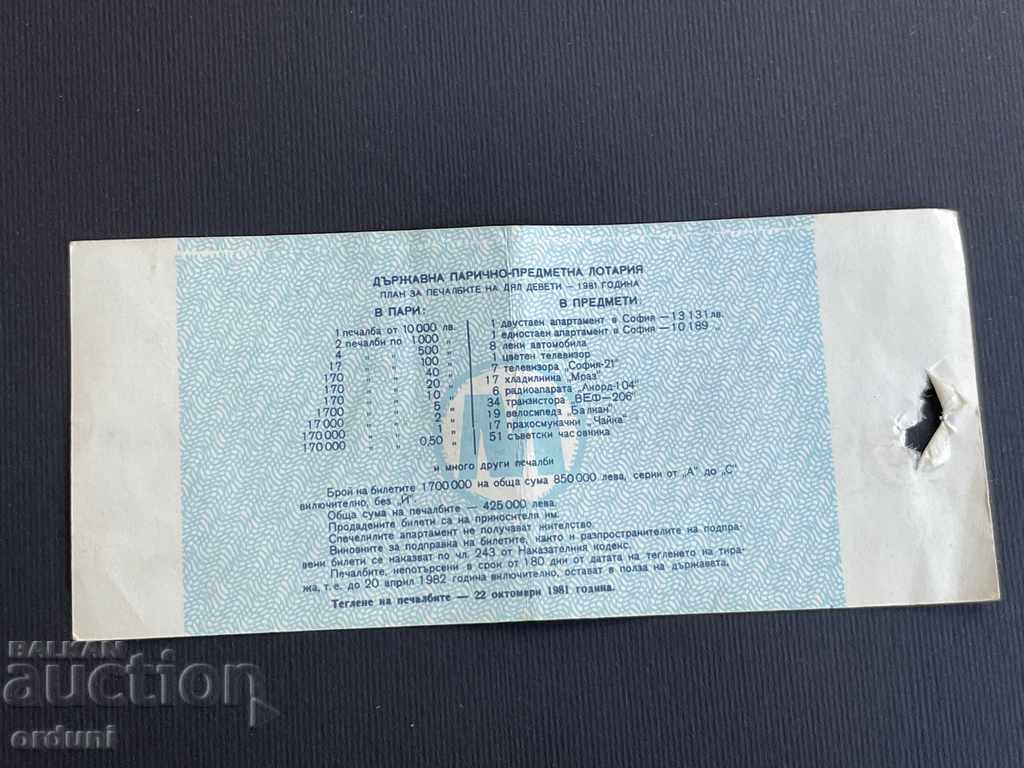 ДЪРЖАВНА ПАРИЧНО-ПРЕДМЕТНА ЛОТАРИЯ
ПЛАН ЗА ПЕЧАЛБИТЕ НА ДЯЛ ДЕВЕТИ — 1981 ГОДИНА
В ПАРИ:
1 печалба от 10 000 лв.
2 печалби по 1 000 „
4 „ „ 500 „
17 „ „ 100 „
170 „ „ 40 „
170 „ „ 20 „
170 „ „ 10 „
1700 „ „ 5 „
17 000 „ „ 2 „
170 000 „ „ 1 „
170 000 „ „ 0,50 „
В ПРЕДМЕТИ:
1 двустаен апартамент в София — 13 131 лв.
1 едностаен апартамент в София — 10 189 „
8 леки автомобила
1 цветен телевизор
7 телевизора „София-21"
17 хладилника „Мраз"
6 радиоапарата „Акорд-104"
34 транзистора „ВЕФ—206"
19 велосипеда „Балкан"
17 прахосмукачки „Чайка"
51 съветски часовника
и много други печалби
Брой на билетите 1 700 000 на обща сума 850 000 лева, серии от „А" до „С"
включително, без „Й".
Обща сума на печалбите — 425 000 лева.
Продадените билети са на приносителя им.
Спечелилите апартамент не получават жителство.
Виновните за подправка на билетите, както и разпространителите на подпра-
вени билети се наказват по чл. 243 от Наказателния кодекс.
Печалбите, непотърсени в срок от 180 дни от датата на тегленето на тира-
жа, т. е. до 20 април 1982 година включително, остават в полза на държавета.
Теглене на печалбите — 22 октомври 1981 година.
BALKAN
auction
orduni